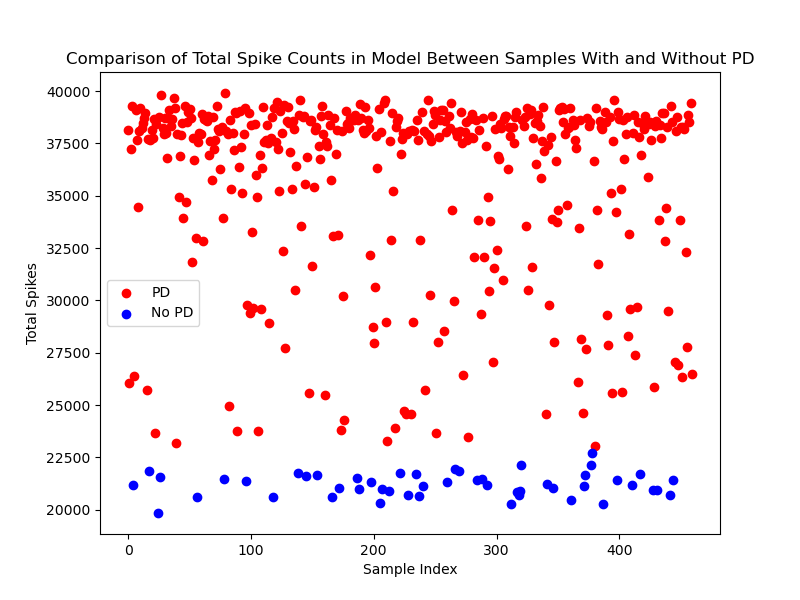 Comparison of Total Spike Counts in Model Between Samples With and Without PD
40000
37500
35000
32500
30000
27500
25000
22500
20000
Total Spikes
PD
No PD
0 100 200 300 400
Sample Index